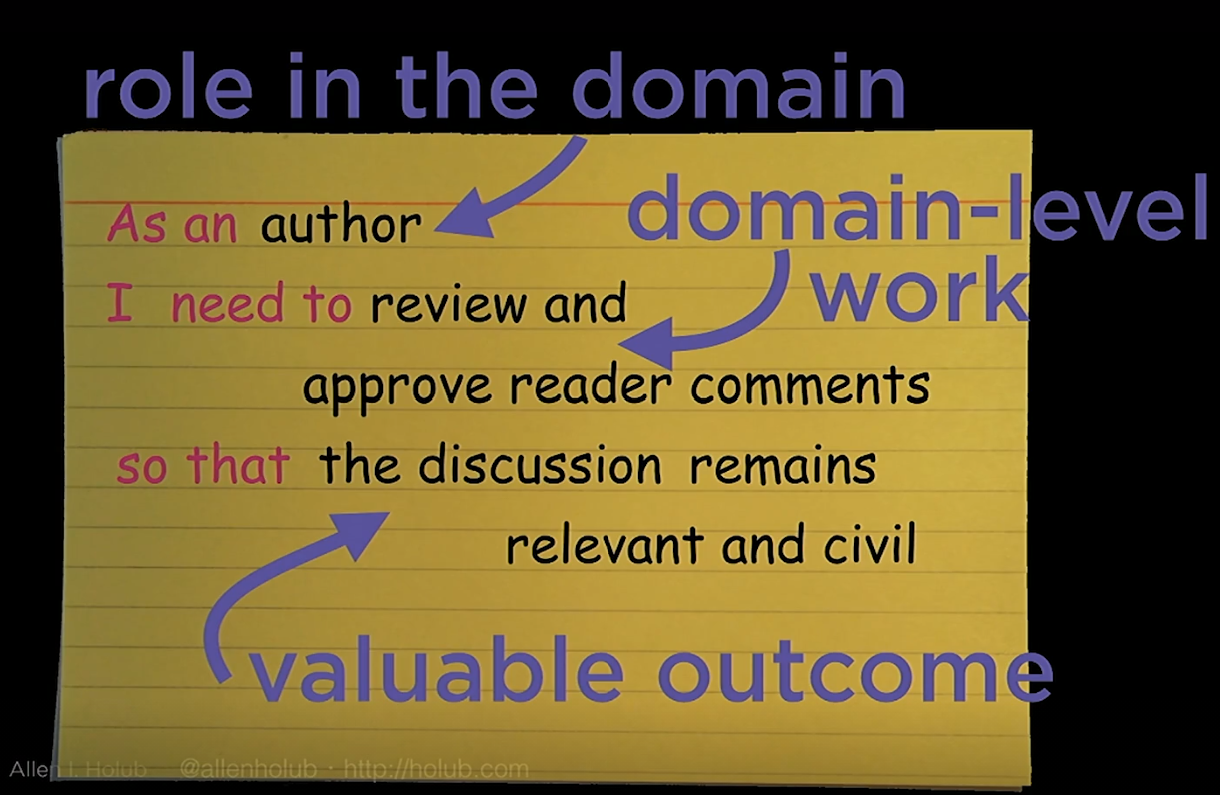 role in the domain
As an author
domain-level
work
I need to review and
approve reader comments
so that the discussion remains
relevant and civil
valuable outcome
Allen I. Holub @allenholub · http://holub.com